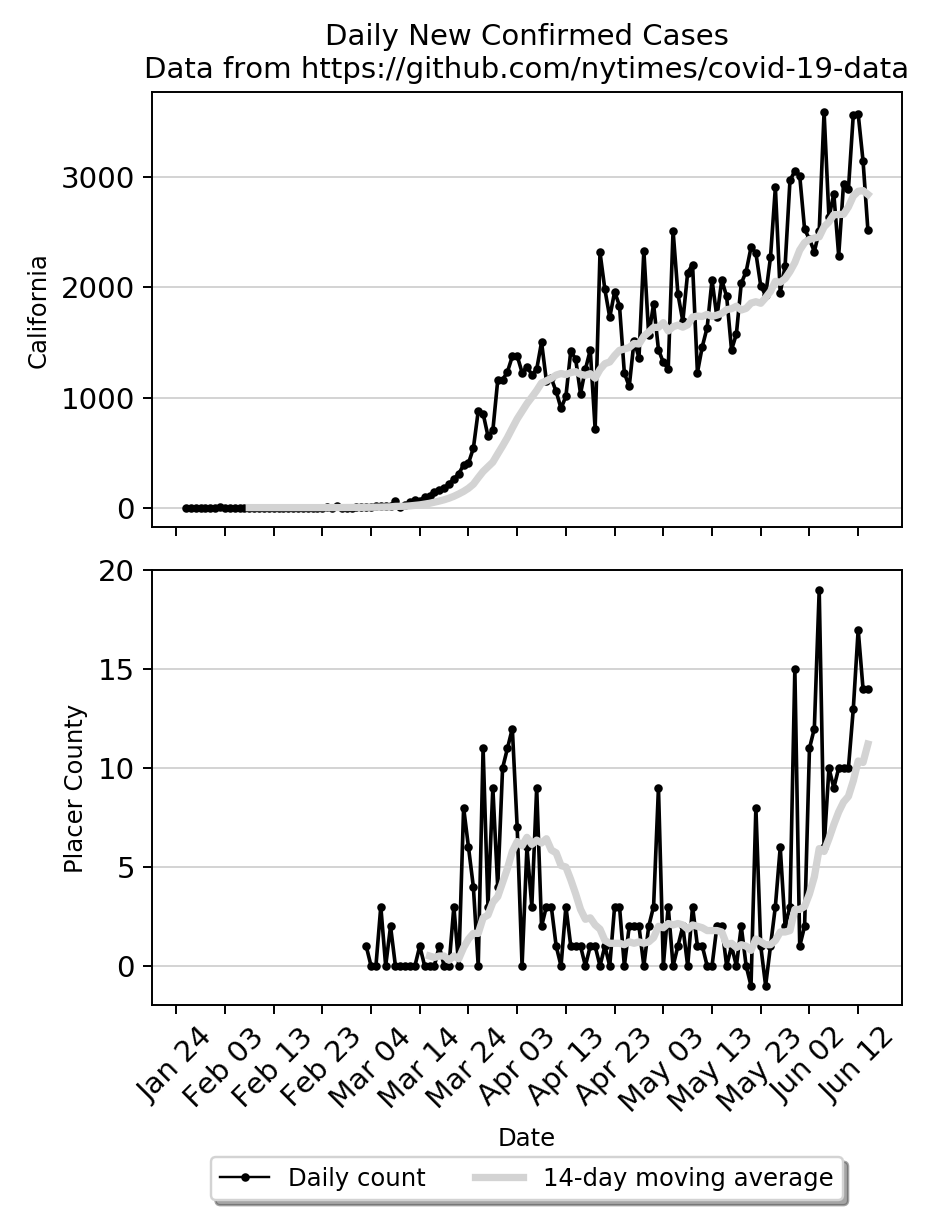 Daily New Confirmed Cases
Data from https://github.com/nytimes/covid-19-data
3000
2000
1000
0
California
20
15
10
5
0
Placer County
Jan 24
Feb 03
Feb 13
Feb 23
Mar 04
Mar 14
Mar 24
Apr 03
Apr 13
Apr 23
May 03
May 13
May 23
Jun 02
Jun 12
Date
Daily count
14-day moving average